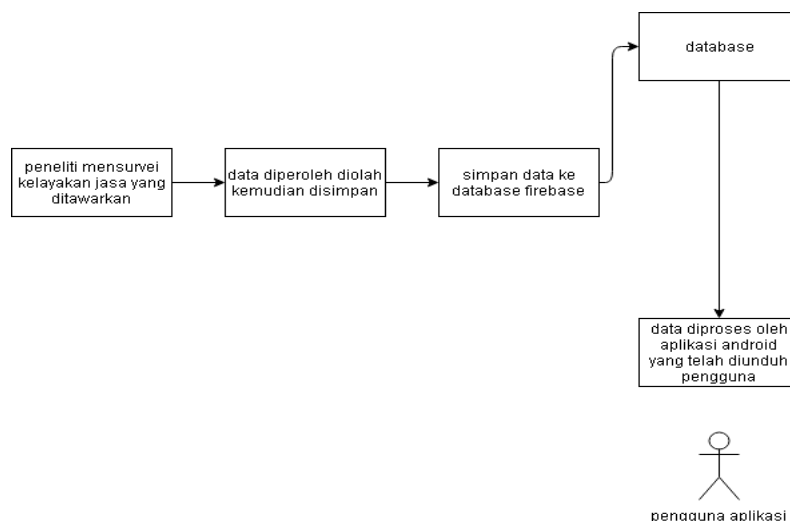 database
peneliti mensurvei
kelayakan jasa yang
ditawarkan
data diperoleh diolah
kemudian disimpan
simpan data ke
database firebase
data diproses oleh
aplikasi android
yang telah diunduh
pengguna
pengguna aplikasi